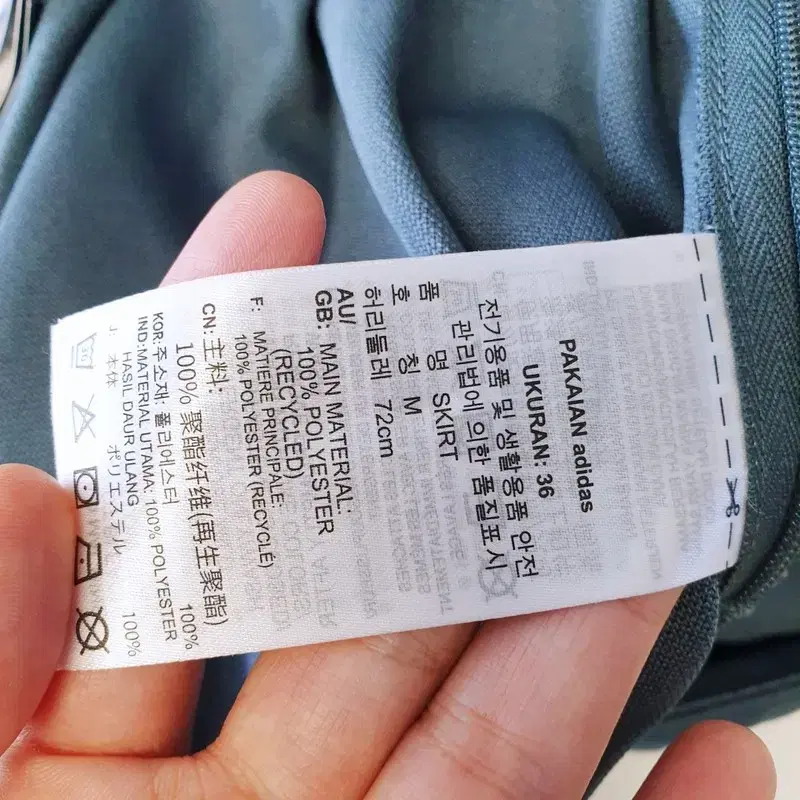 PAKAIAN adidas
UKURAN: 36
전기용품 및 생활용품 안전
관리법에 의한 품질표시
품 명 SKIRT
호 칭 M
허리둘레 72cm
AU/
GB: MAIN MATERIAL:
100% POLYESTER
(RECYCLED)
F: MATIERE PRINCIPALE:
100% POLYESTER (RECYCLE)
CN: 主料:
100% 聚酯纤维(再生聚酯)
KOR: 주소재: 폴리에스터 100%
IND:MATERIAL UTAMA: 100% POLYESTER
HASIL DAUR ULANG
J: 本体 ポリエステル 100%